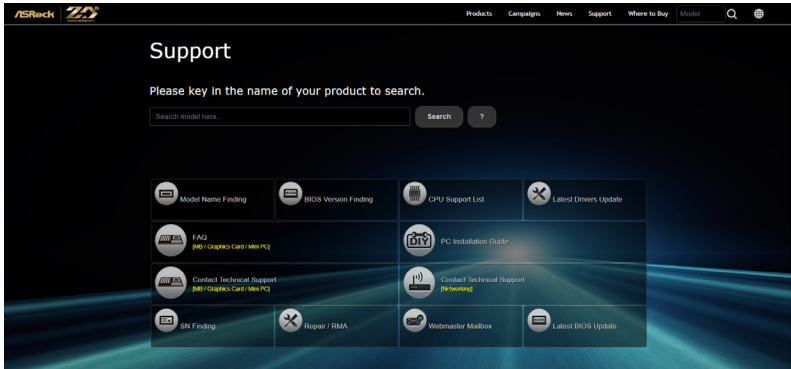 ASRock
Products Campaigns News Support Where to Buy Model
Support
Please key in the name of your product to search.
Search model here... Search ?
Model Name Finding BIOS Version Finding CPU Support List Latest Drivers Update
FAQ
[MB / Graphics Card / Mini PC]
DIY PC Installation Guide
Contact Technical Support
[MB / Graphics Card / Mini PC]
Contact Technical Support
[Networking]
SN Finding Repair / RMA Webmaster Mailbox Latest BIOS Update